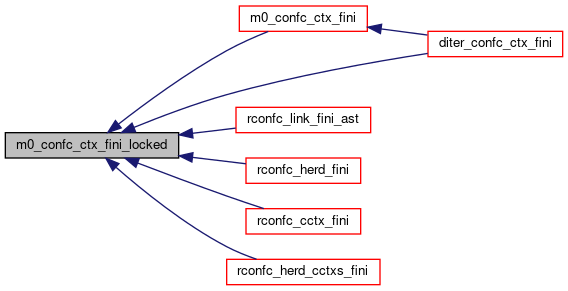 m0_confc_ctx_fini
diter_confc_ctx_fini
rconfc_link_fini_ast
m0_confc_ctx_fini_locked
rconfc_herd_fini
rconfc_cctx_fini
rconfc_herd_cctxs_fini